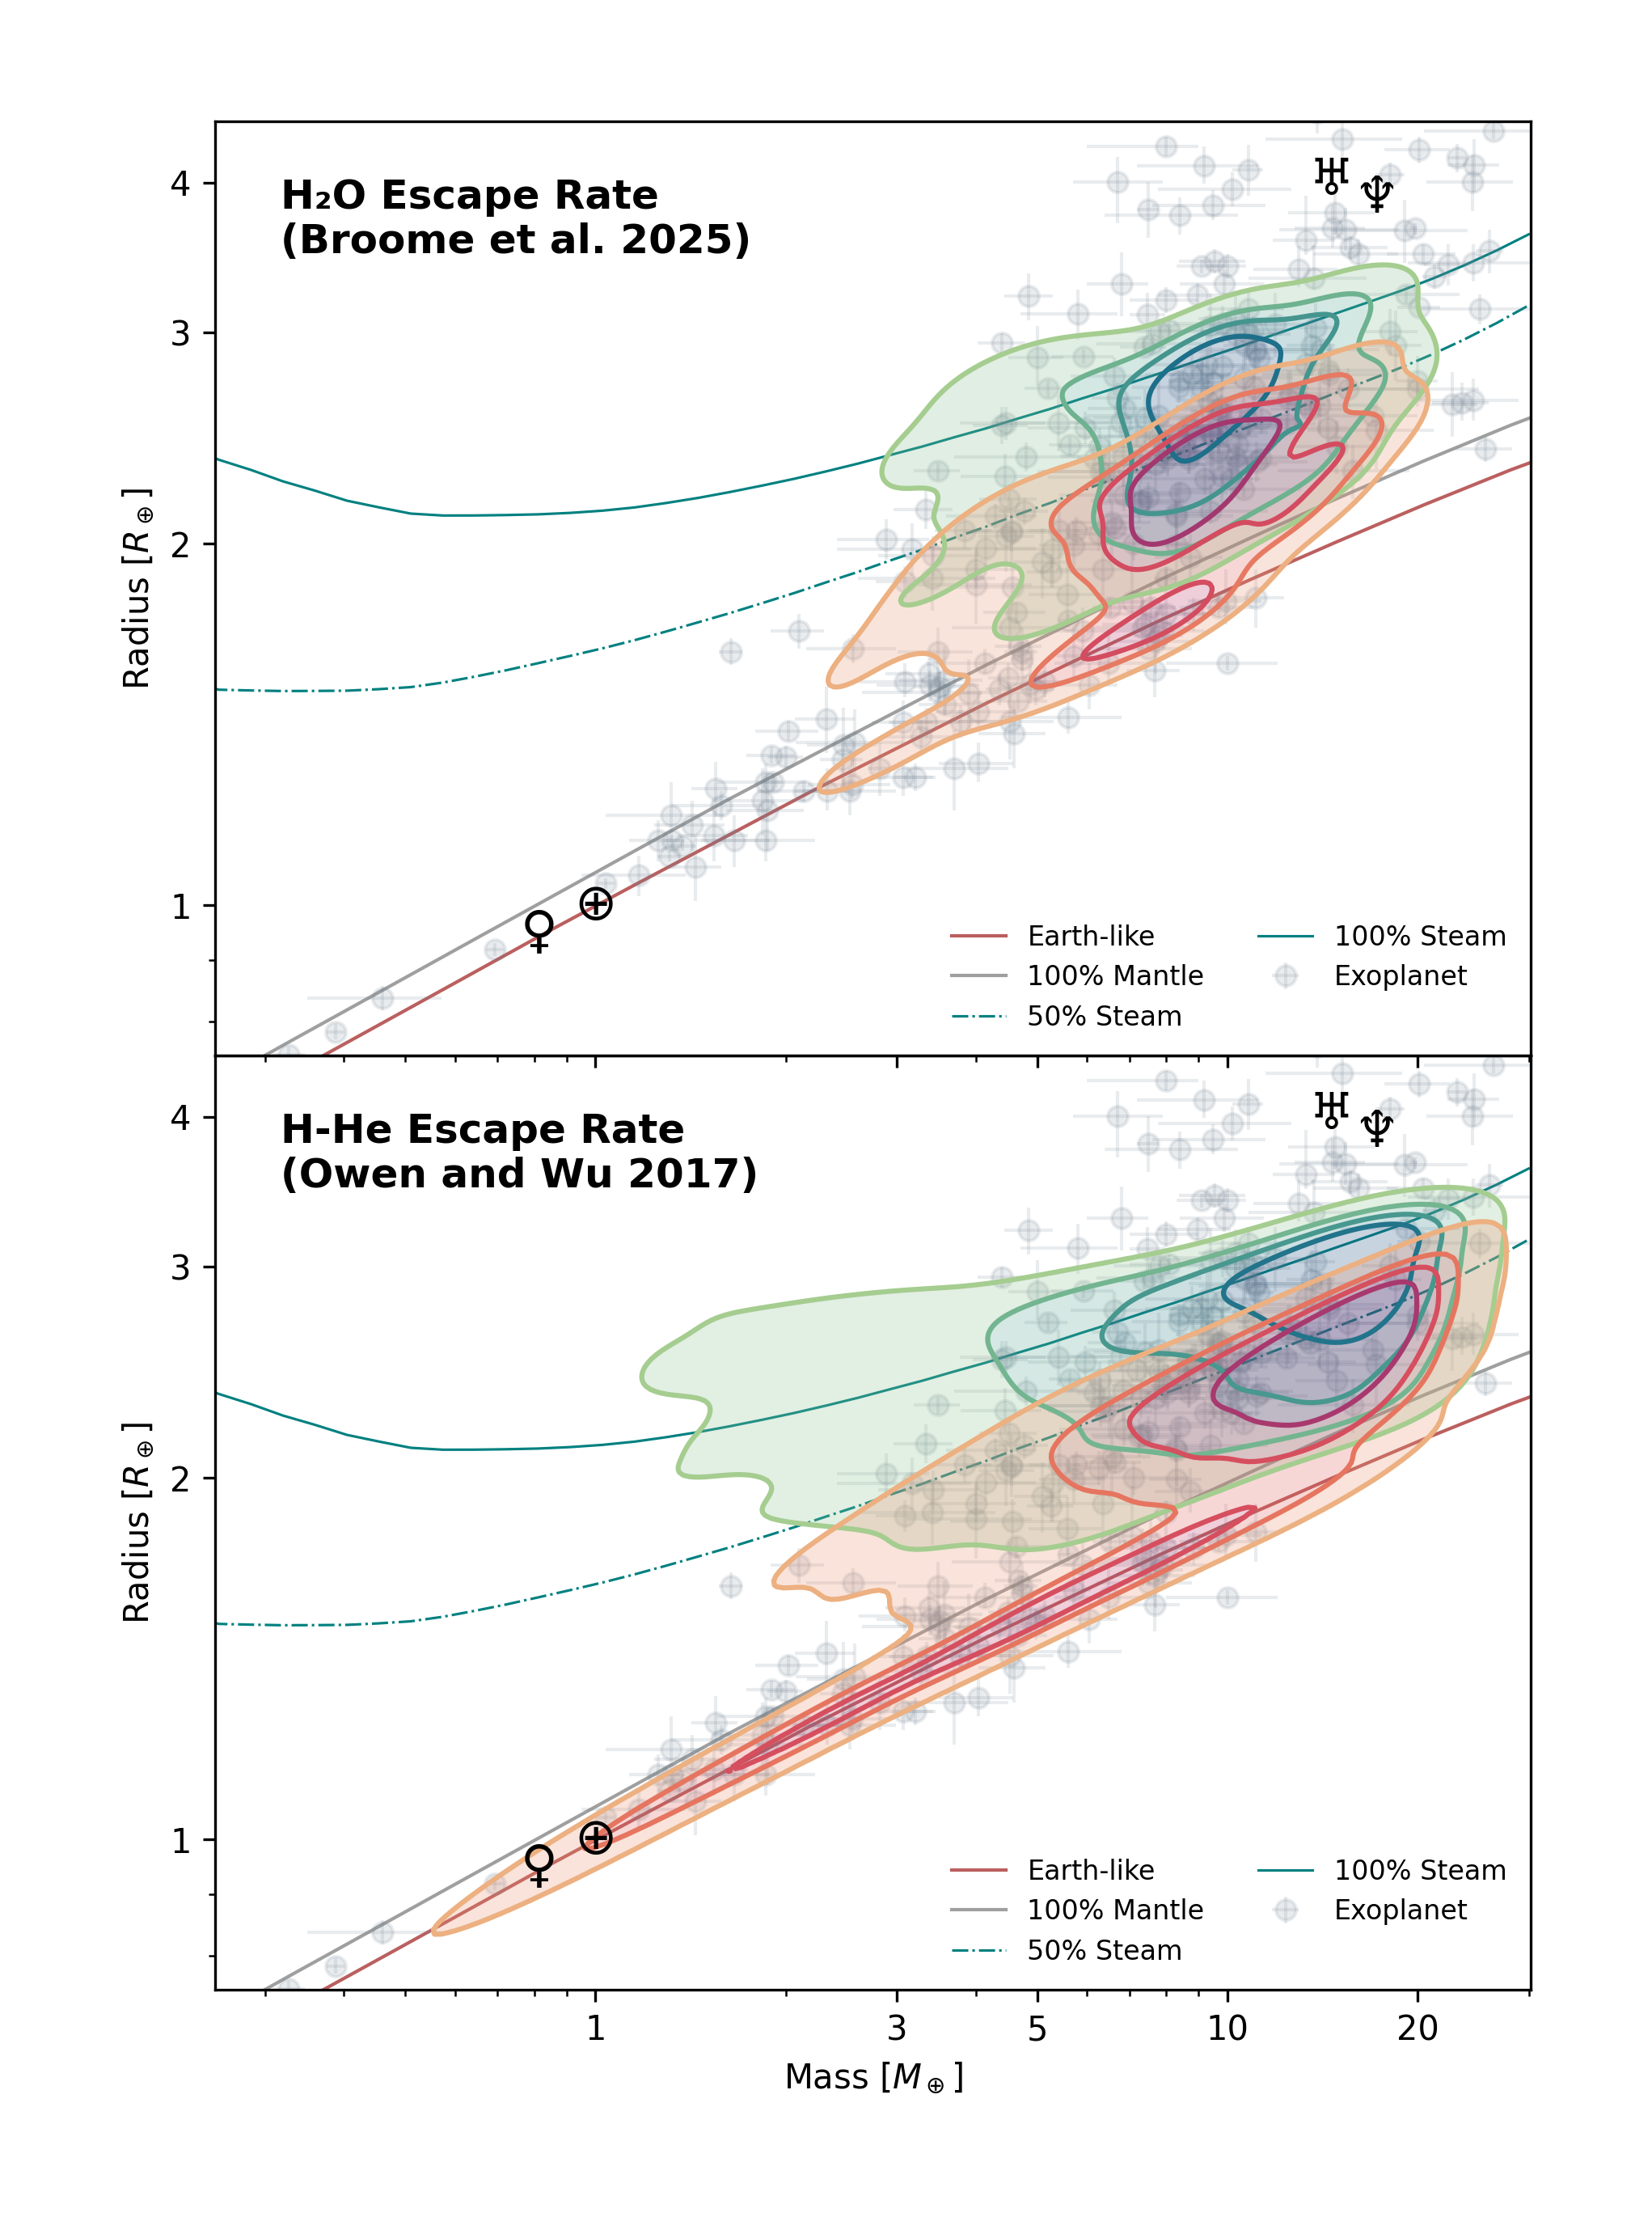 H₂O Escape Rate
(Broome et al. 2025)
4
3
2
1
Radius [R⊕]
Earth-like
100% Mantle
50% Steam
100% Steam
Exoplanet
H-He Escape Rate
(Owen and Wu 2017)
4
3
2
1
Radius [R⊕]
Earth-like
100% Mantle
50% Steam
100% Steam
Exoplanet
1 3 5 10 20
Mass [M⊕]